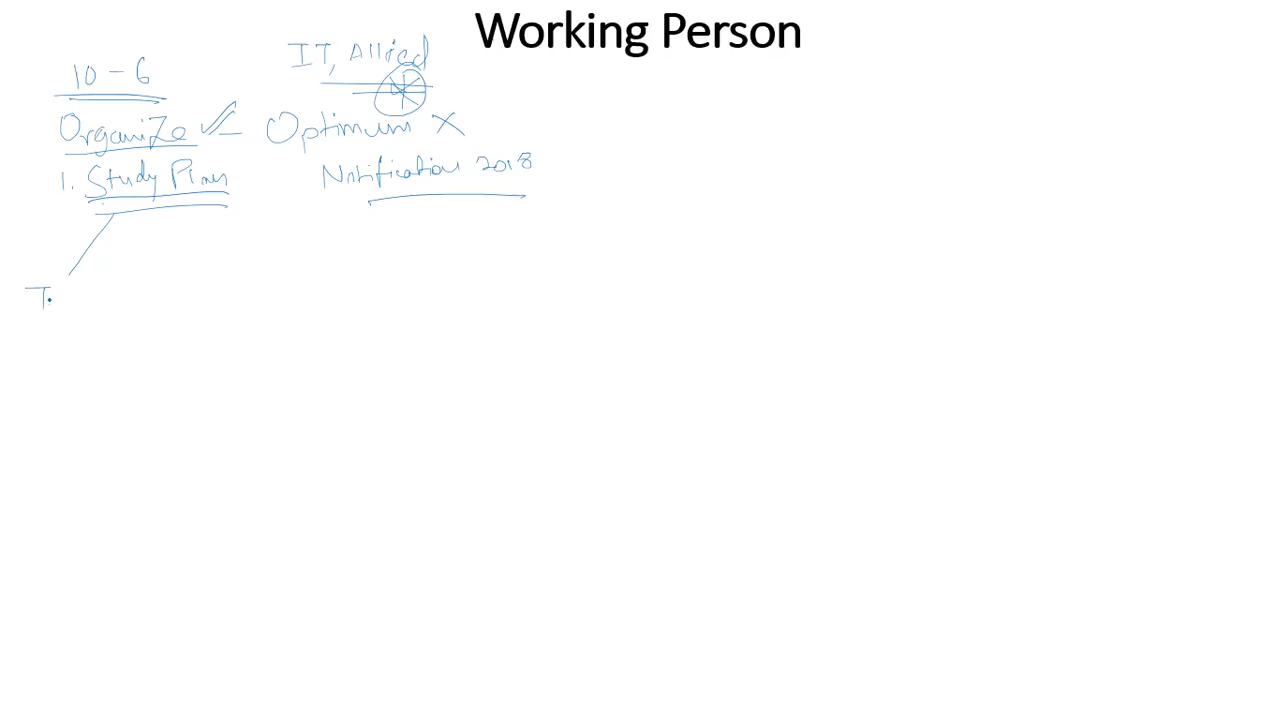 Working Person
IT, Allied
10 - 6
Organize Optimum X
1. Study Plan
Notification 2018
T